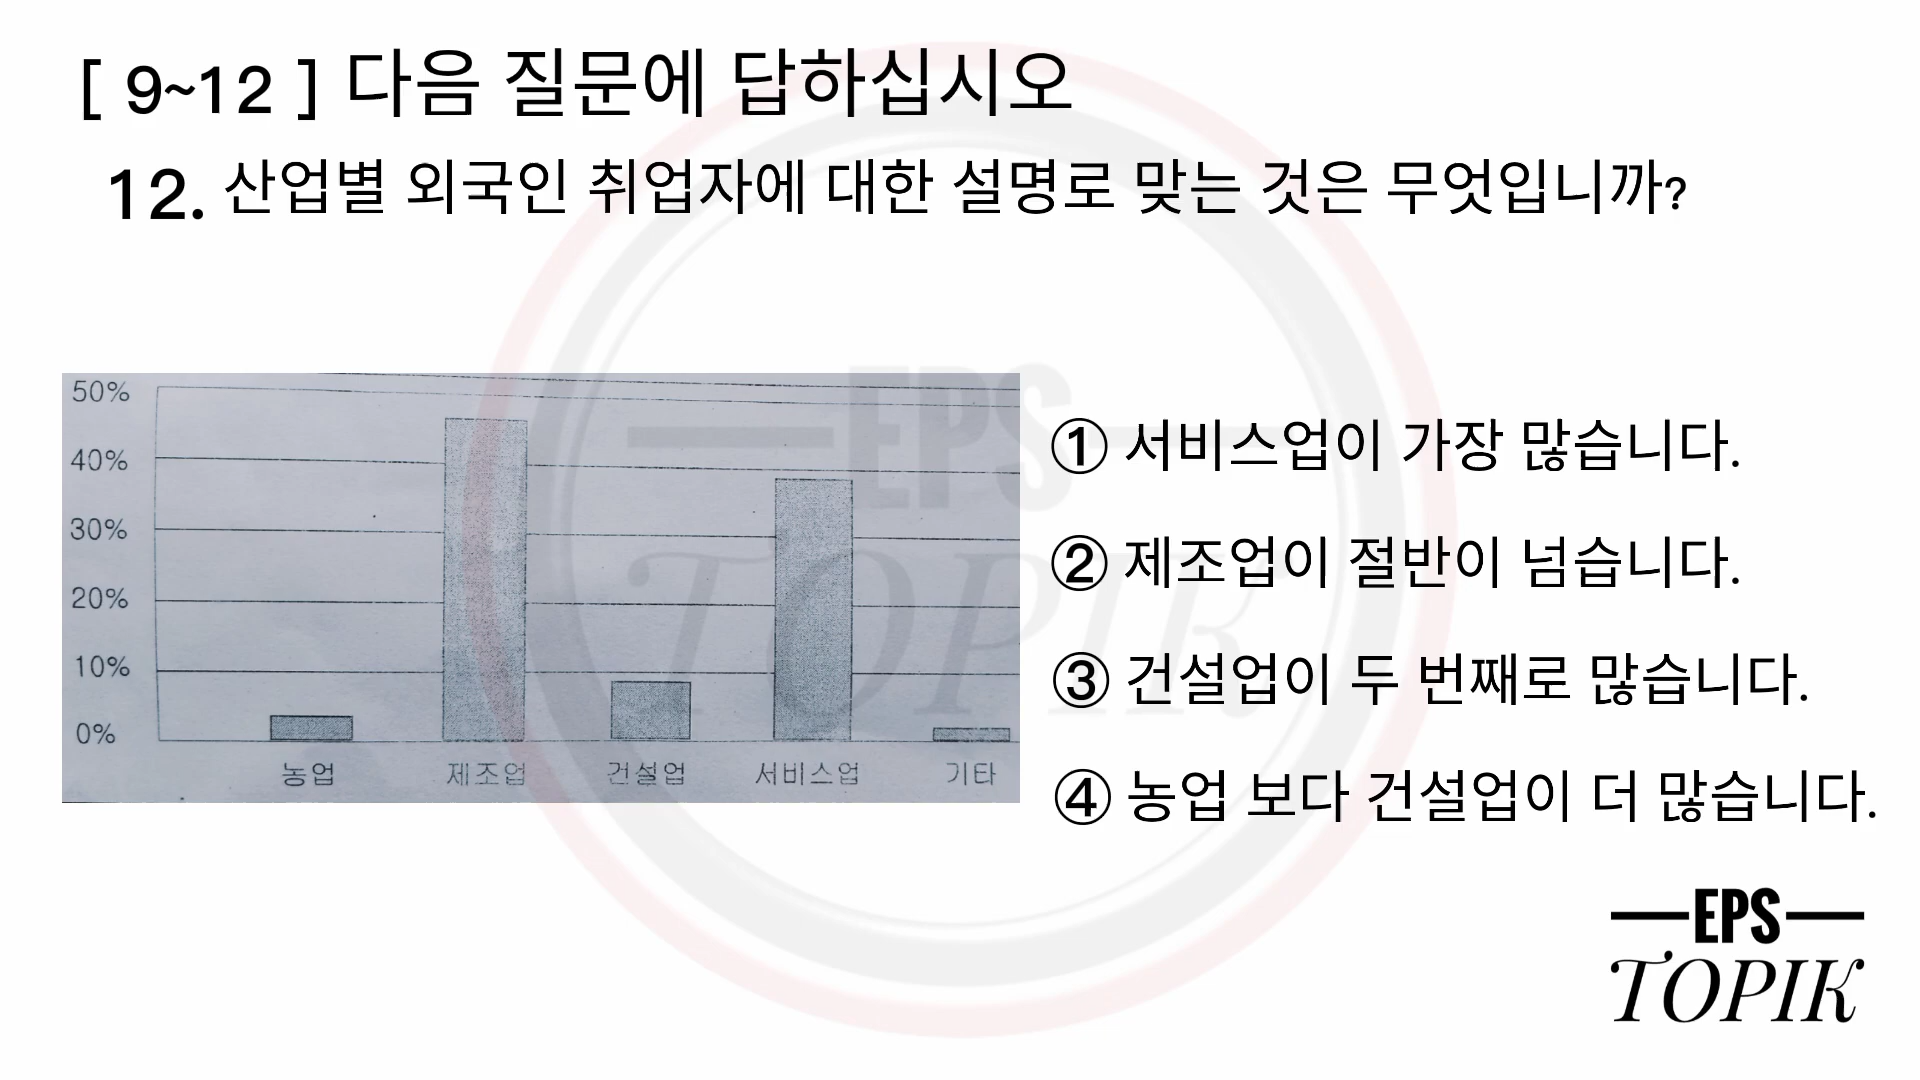 [ 9~12 ] 다음 질문에 답하십시오
12. 산업별 외국인 취업자에 대한 설명로 맞는 것은 무엇입니까?
50%
40%
30%
20%
10%
0%
농업 제조업 건설업 서비스업 기타
① 서비스업이 가장 많습니다.
② 제조업이 절반이 넘습니다.
③ 건설업이 두 번째로 많습니다.
④ 농업 보다 건설업이 더 많습니다.
EPS
TOPIK
EPS
TOPIK